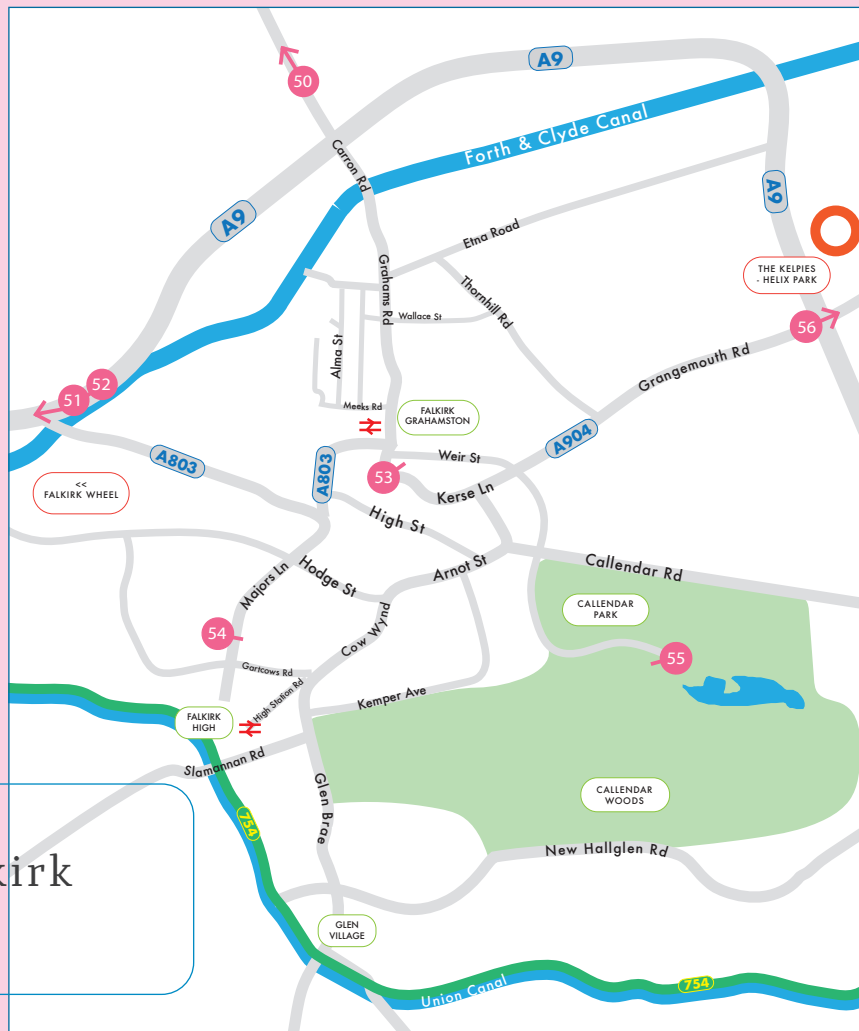 50
A9
Forth & Clyde Canal
Carron Rd
A9
A9
Etna Road
THE KELPIES
- HELIX PARK
Grahams Rd
Thornhill Rd
Wallace St
56
Alma St
Grangemouth Rd
52
51
Meeks Rd
FALKIRK
GRAHAMSTON
A904
A803
A803
Weir St
53
<<
FALKIRK WHEEL
Kerse Ln
High St
Arnot St
Callendar Rd
Majors Ln
Hodge St
CALLENDAR
PARK
54
Cow Wynd
55
Gartcows Rd
High Station Rd
Kemper Ave
FALKIRK
HIGH
Slamannan Rd
Glen Brae
CALLENDAR
WOODS
754
New Hallglen Rd
kirk
GLEN
VILLAGE
Union Canal
754